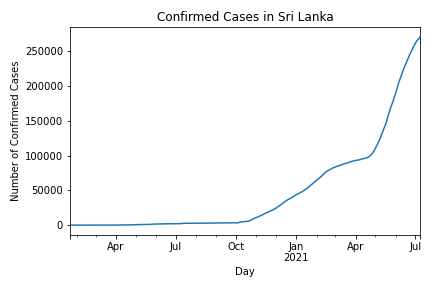 Confirmed Cases in Sri Lanka
Number of Confirmed Cases
250000
200000
150000
100000
50000
0
Apr Jul Oct Jan Apr Jul
2021
Day